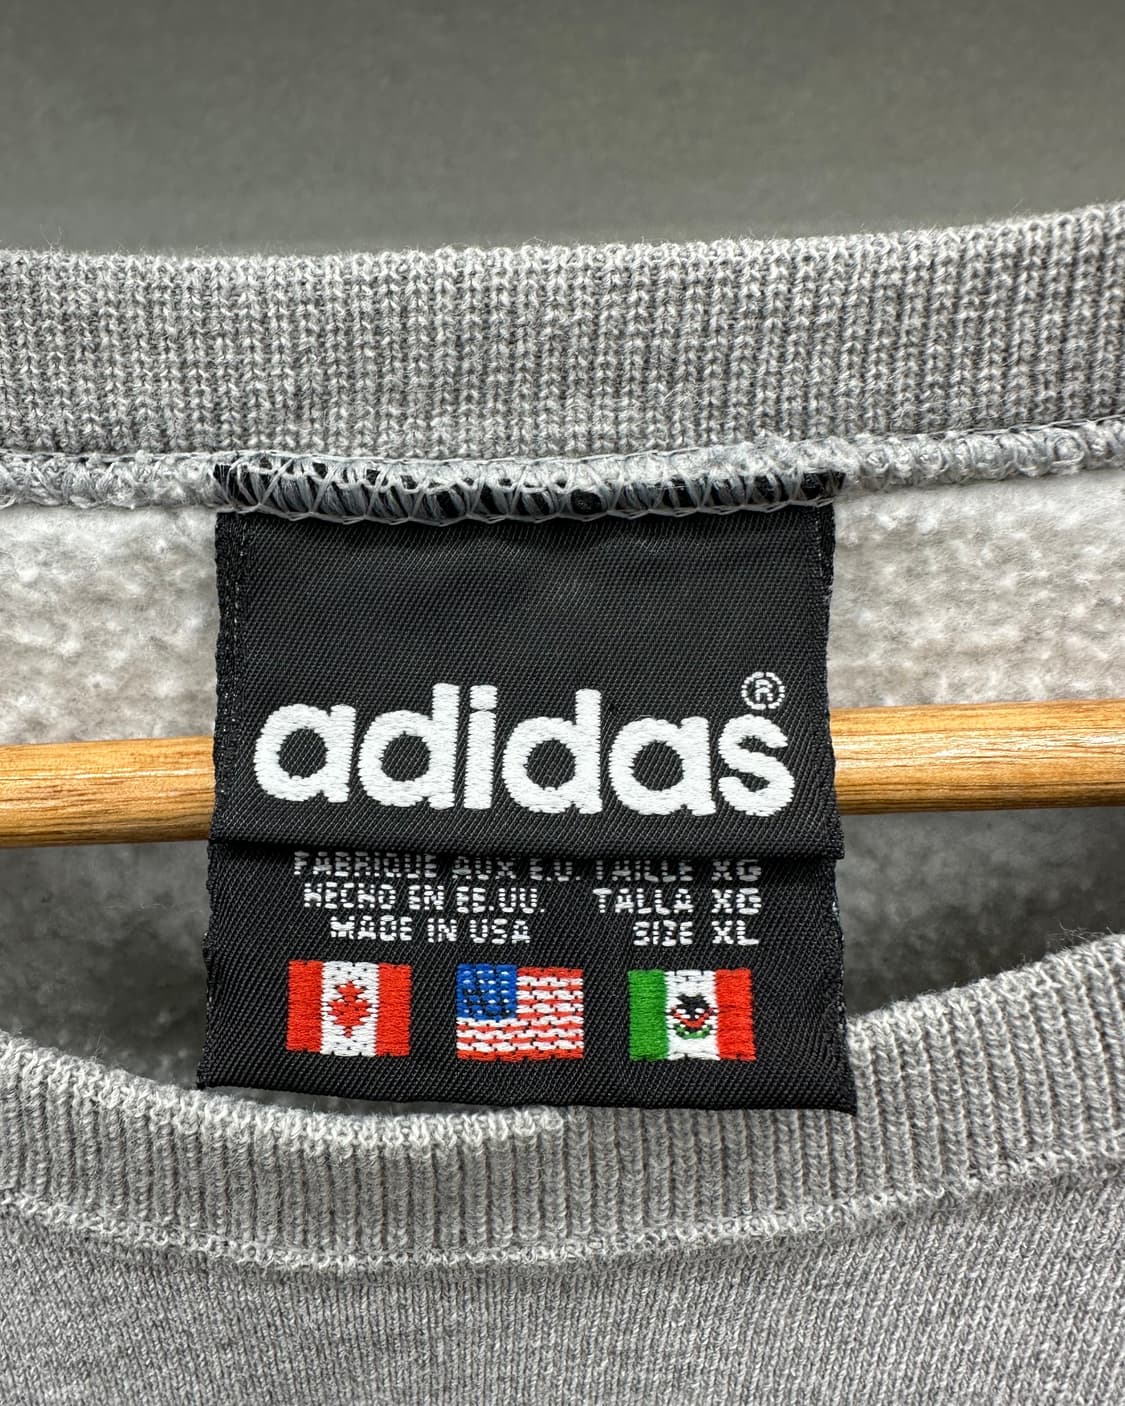 adidas®
FABRIQUE AUX E.U. TAILLE XG
HECHO EN EE.UU. TALLA XG
MADE IN USA SIZE XL